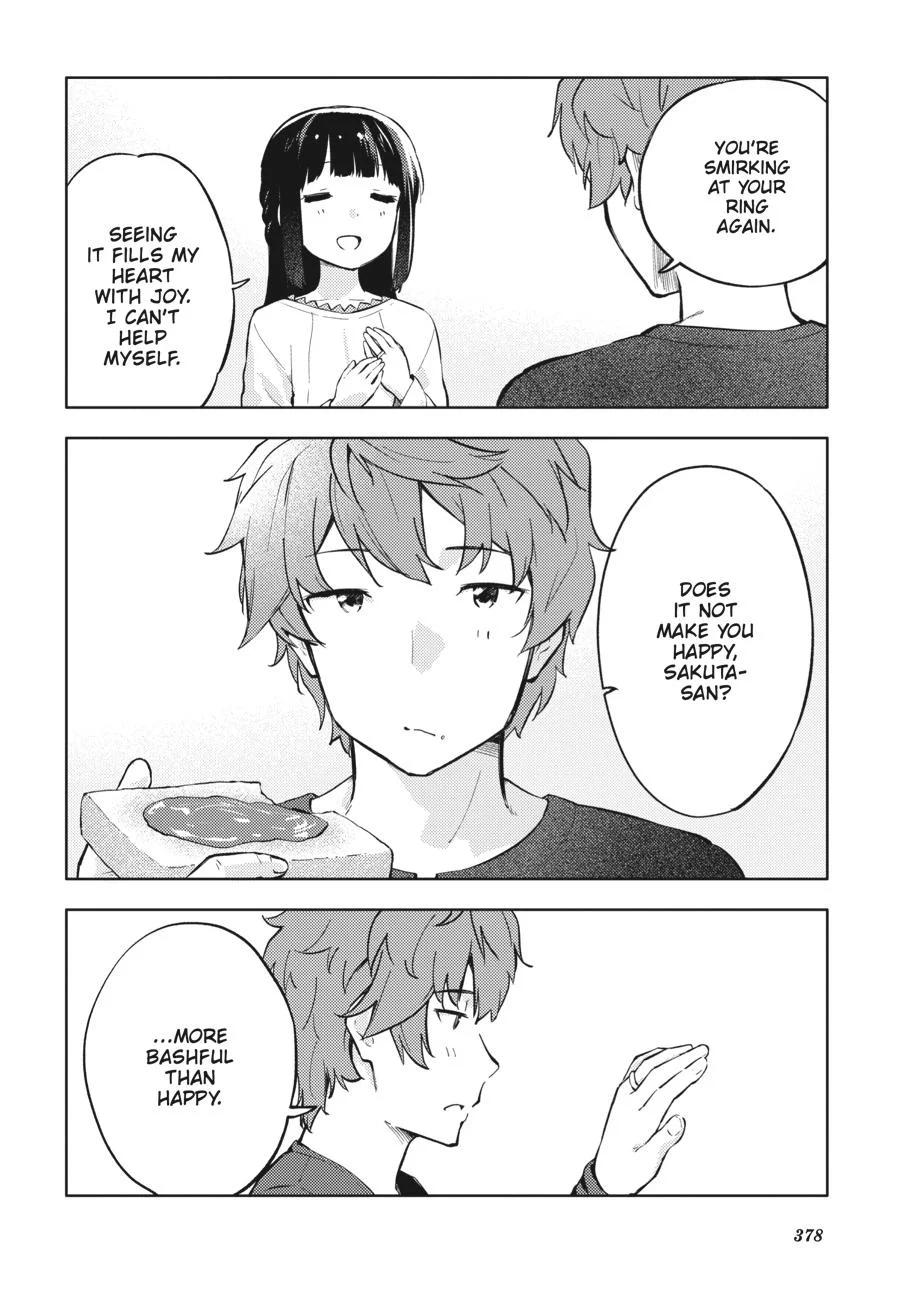 YOU'RE
SMIRKING
AT YOUR
RING
AGAIN.
SEEING
IT FILLS MY
HEART
WITH JOY.
I CAN'T
HELP
MYSELF.
DOES
IT NOT
MAKE YOU
HAPPY,
SAKUTA-
SAN?
...MORE
BASHFUL
THAN
HAPPY.
378